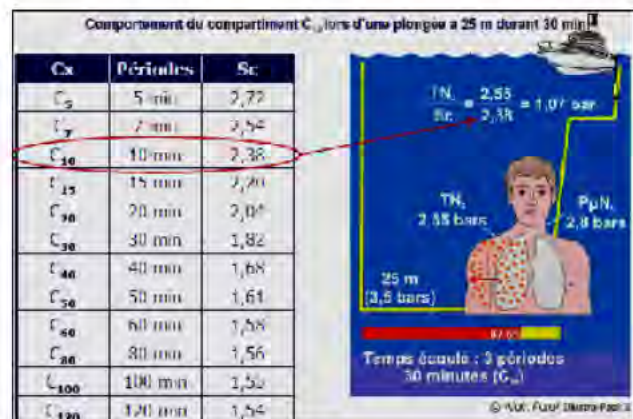 Comportement du compartiment C₁₀ lors d'une plongée a 25 m durant 30 min
Cx Périodes Sc
C₅ 5 min 2,72
C₇ 7 min 2,54
C₁₀ 10 min 2,38
C₁₅ 15 min 2,20
C₂₀ 20 min 2,04
C₃₀ 30 min 1,82
C₄₀ 40 min 1,68
C₅₀ 50 min 1,61
C₆₀ 60 min 1,58
C₈₀ 80 min 1,56
C₁₀₀ 100 min 1,55
C₁₂₀ 120 min 1,54
TN₂ = 2,55 = 1,07 bar
Sc 2,38
TN₂
2,55 bars
PpN₂
2,8 bars
25 m
(3,5 bars)
Temps écoulé : 3 périodes
30 minutes (C₁₀)